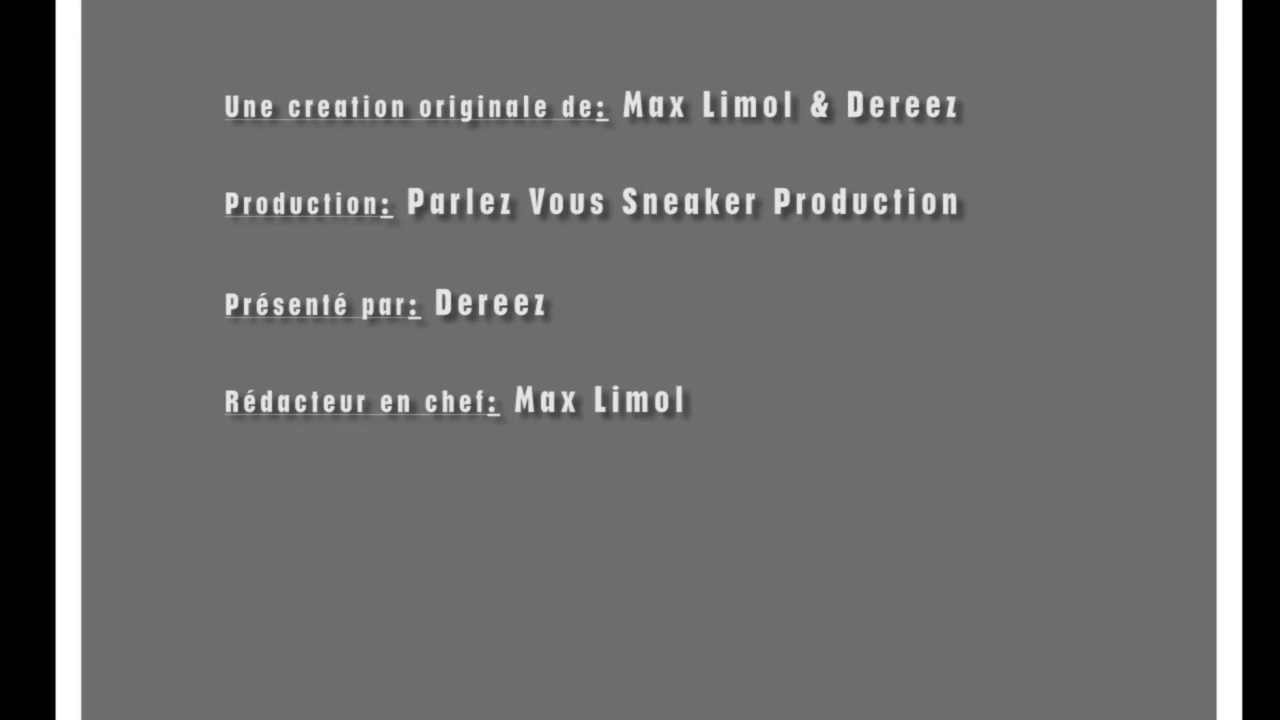 Une creation originale de: Max Limol & Dereez
Production: Parlez Vous Sneaker Production
Présenté par: Dereez
Rédacteur en chef: Max Limol